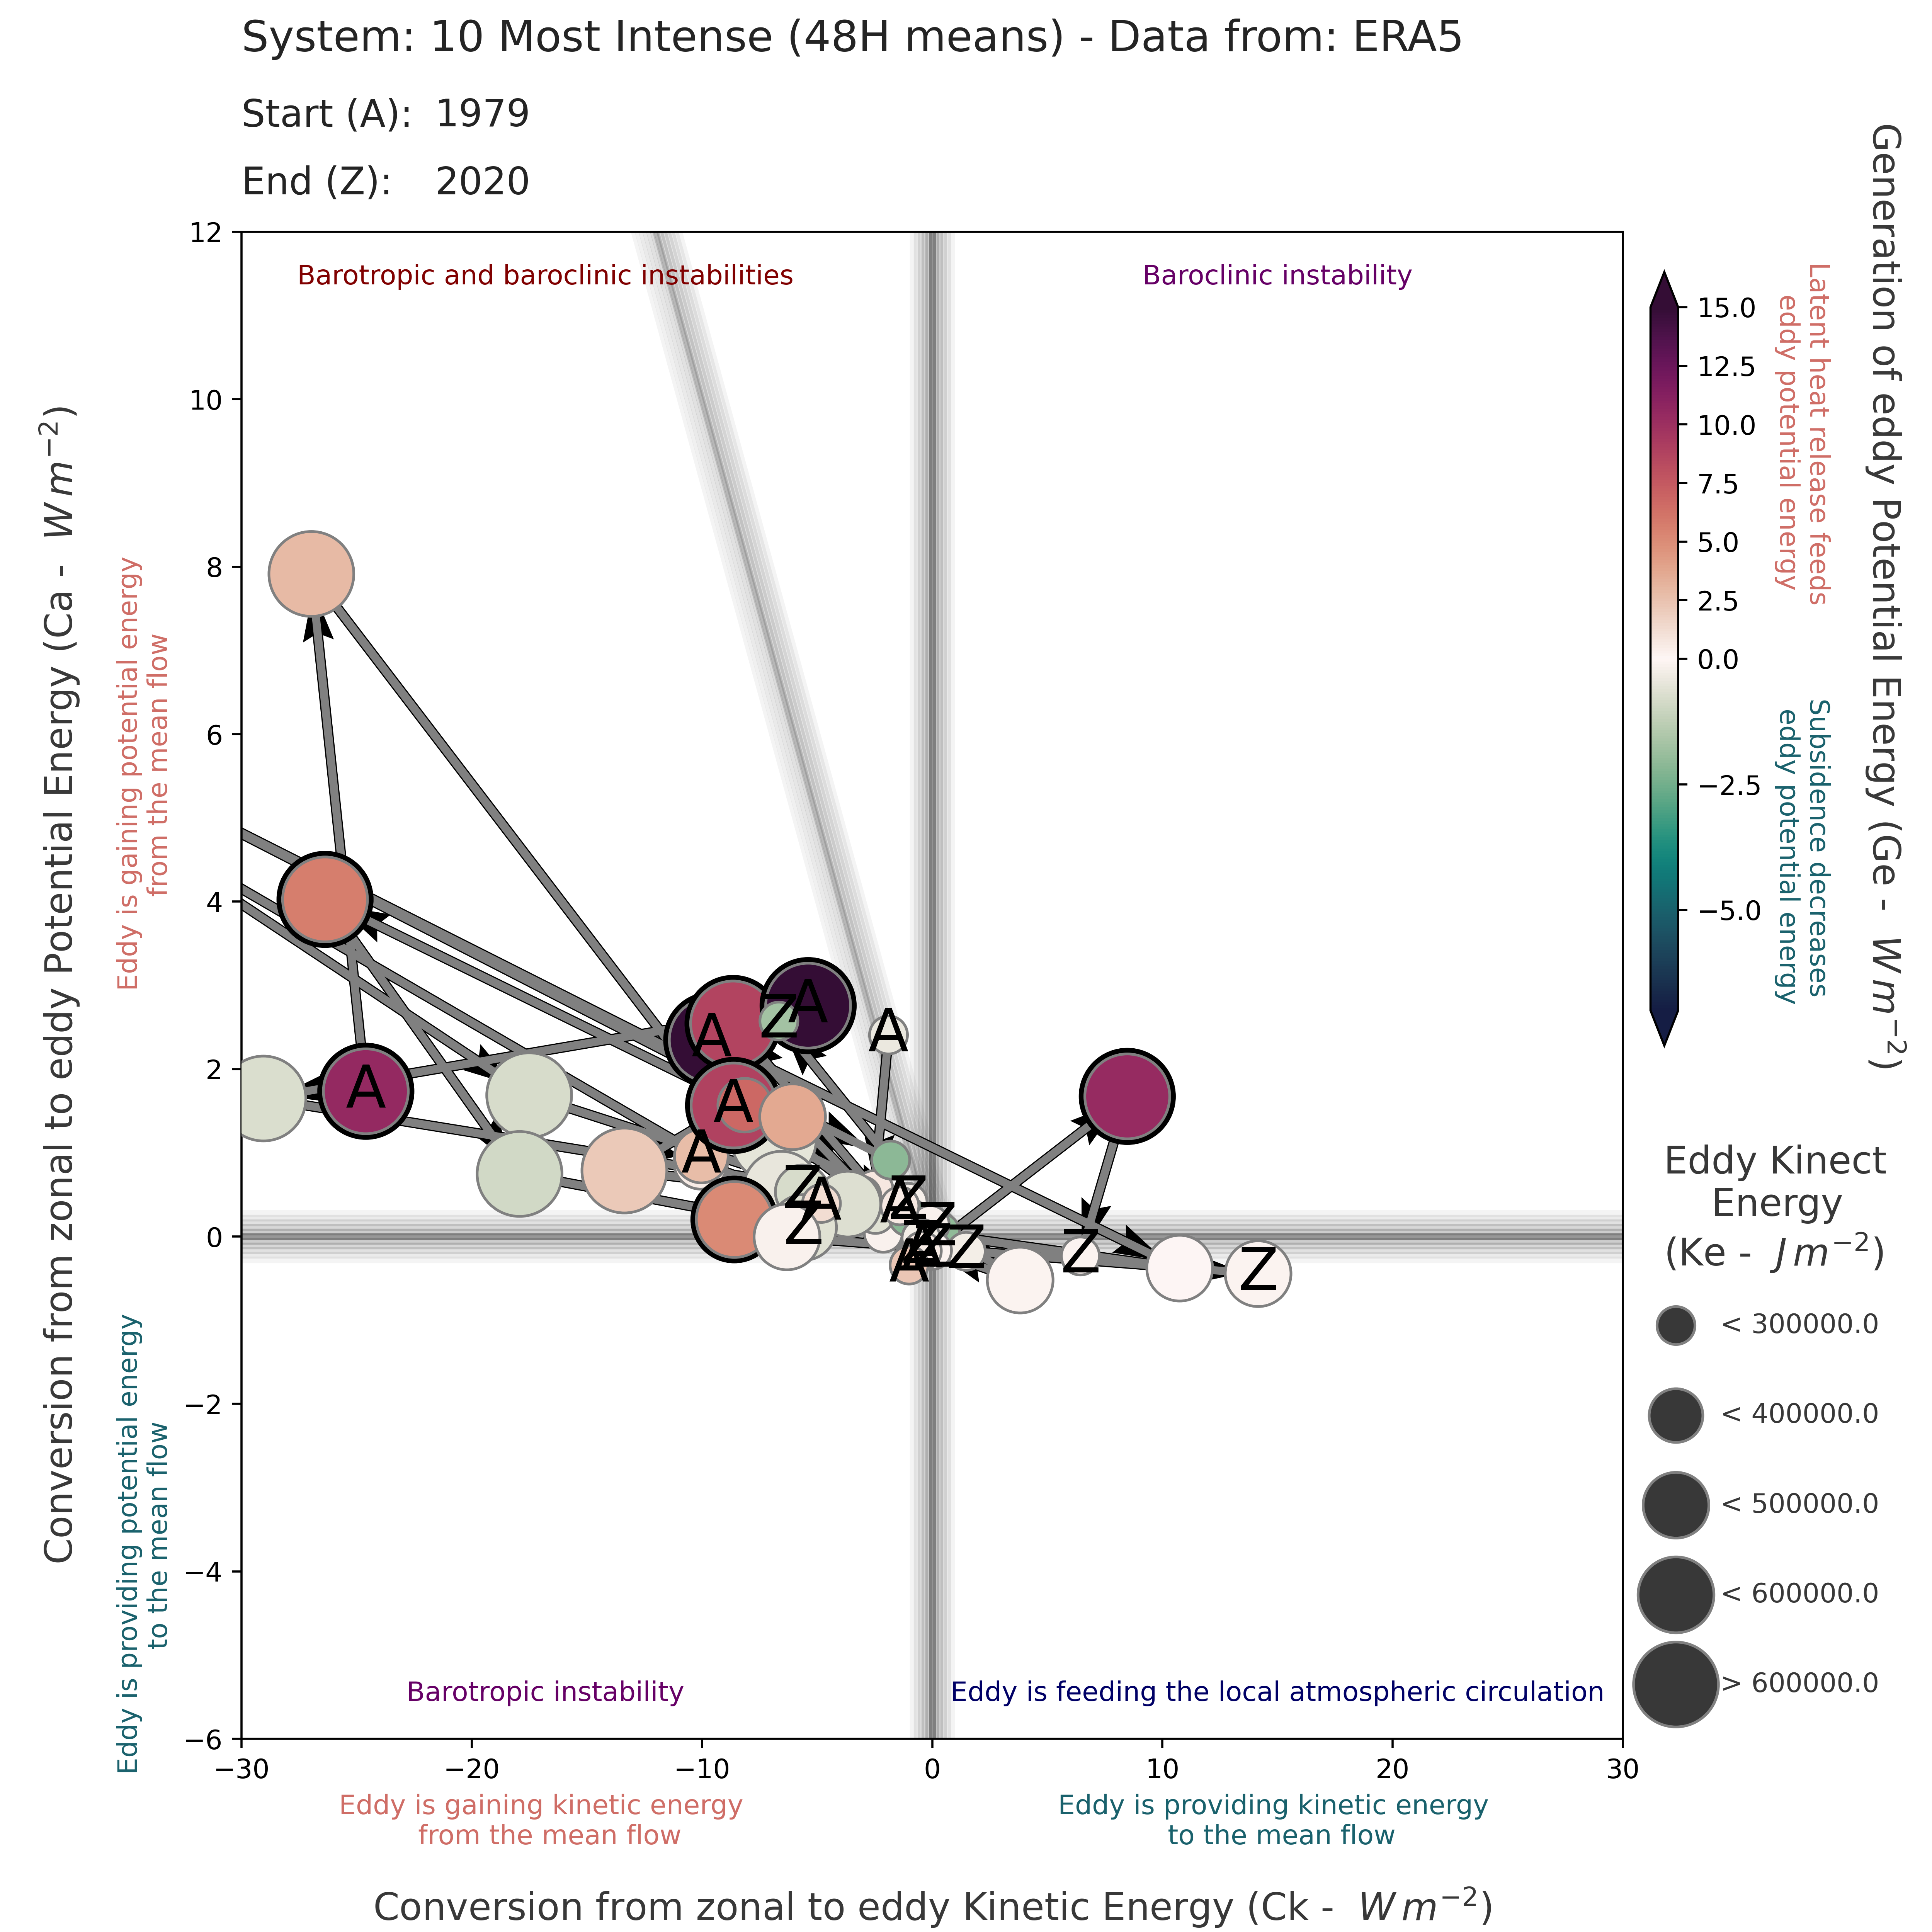 System: 10 Most Intense (48H means) - Data from: ERA5
Start (A): 1979
End (Z): 2020
Conversion from zonal to eddy Potential Energy (Ca - W m−2)
Eddy is gaining potential energy
from the mean flow
Eddy is providing potential energy
to the mean flow
12
10
8
6
4
2
0
−2
−4
−6
Barotropic and baroclinic instabilities
Baroclinic instability
A
Z
A
A
A
A
A
Z
A
Z
A
Z
Z
A
Z
A
A
Z
Z
Z
Barotropic instability
Eddy is feeding the local atmospheric circulation
−30
−20
−10
0
10
20
30
Eddy is gaining kinetic energy
from the mean flow
Eddy is providing kinetic energy
to the mean flow
Conversion from zonal to eddy Kinetic Energy (Ck - W m−2)
15.0
12.5
10.0
7.5
5.0
2.5
0.0
−2.5
−5.0
Latent heat release feeds
eddy potential energy
Subsidence decreases
eddy potential energy
Generation of eddy Potential Energy (Ge - W m−2)
Eddy Kinect
Energy
(Ke - J m−2)
< 300000.0
< 400000.0
< 500000.0
< 600000.0
> 600000.0